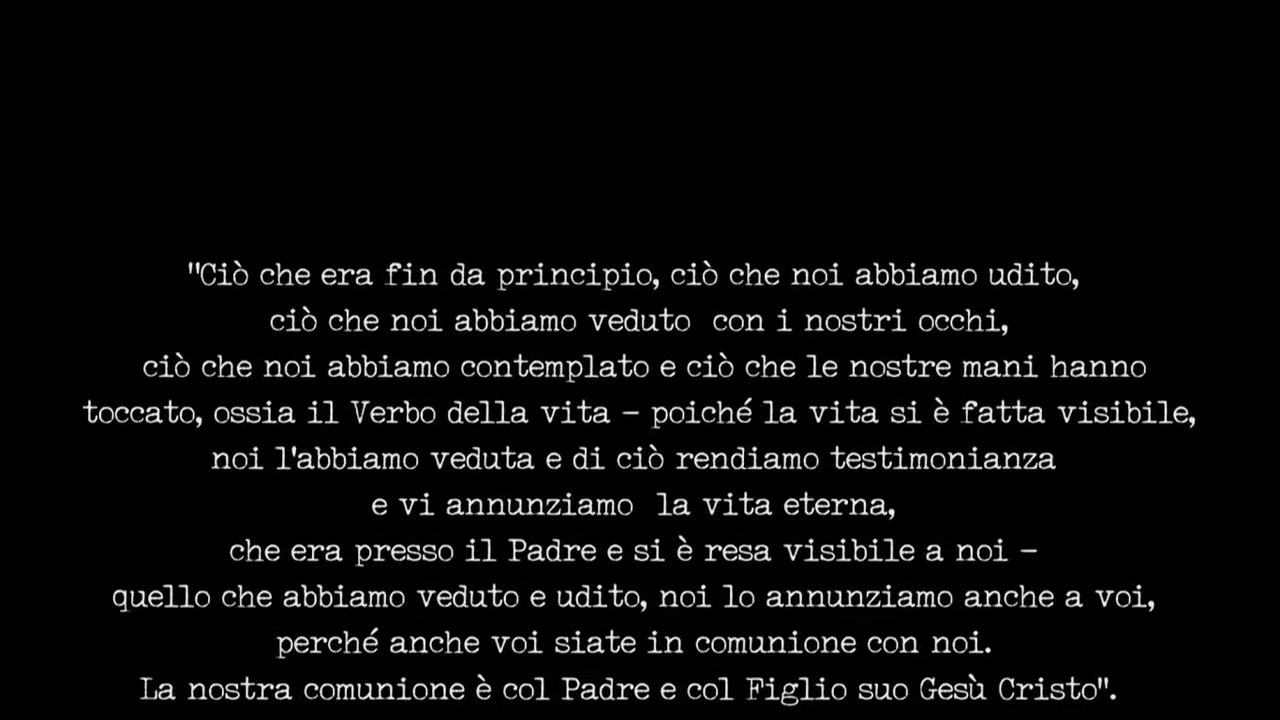 "Ciò che era fin da principio, ciò che noi abbiamo udito,
ciò che noi abbiamo veduto  con i nostri occhi,
ciò che noi abbiamo contemplato e ciò che le nostre mani hanno
toccato, ossia il Verbo della vita – poiché la vita si è fatta visibile,
noi l'abbiamo veduta e di ciò rendiamo testimonianza
e vi annunziamo  la vita eterna,
che era presso il Padre e si è resa visibile a noi –
quello che abbiamo veduto e udito, noi lo annunziamo anche a voi,
perché anche voi siate in comunione con noi.
La nostra comunione è col Padre e col Figlio suo Gesù Cristo".